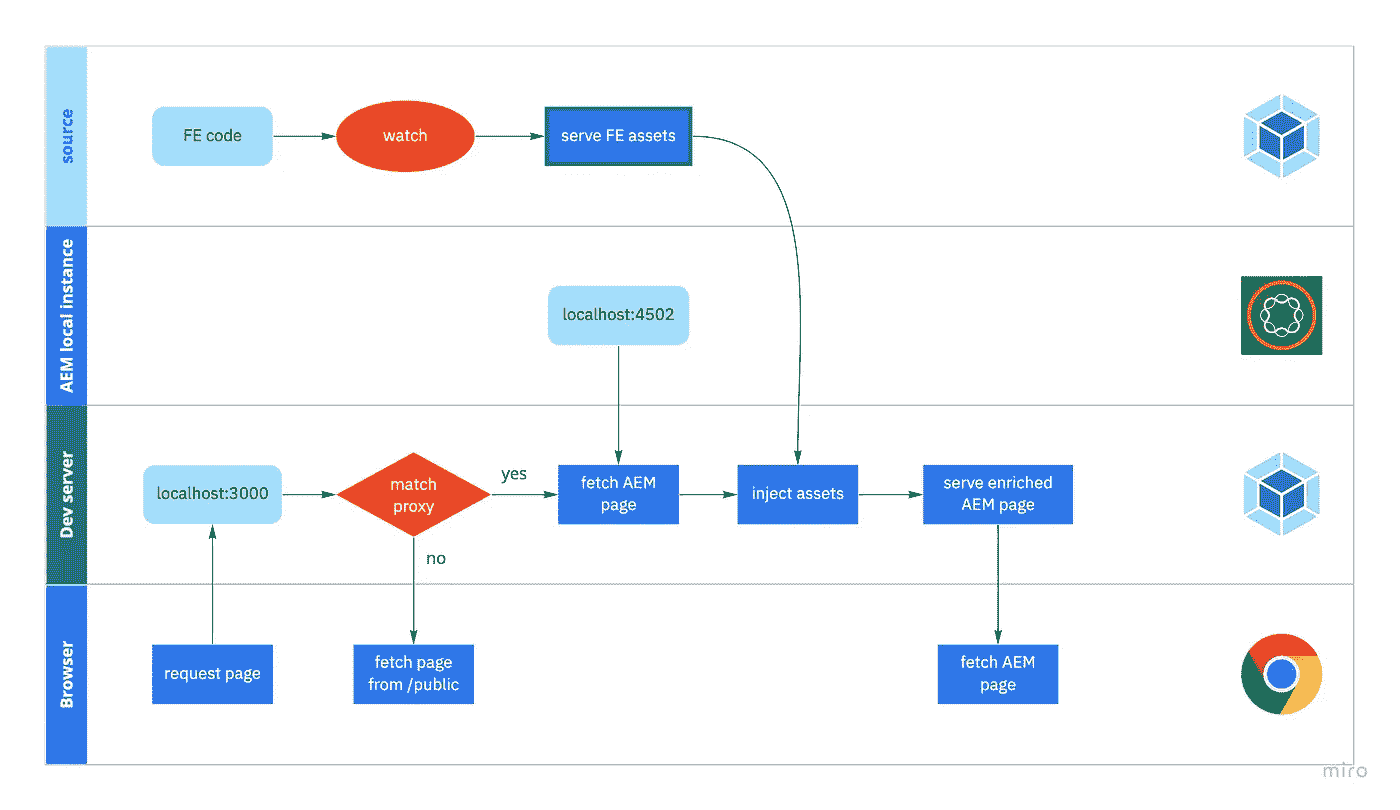 source
FE code
watch
serve FE assets
AEM local instance
localhost:4502
Dev server
localhost:3000
match
proxy
yes
no
fetch AEM
page
inject assets
serve enriched
AEM page
Browser
request page
fetch page
from /public
fetch AEM
page
miro